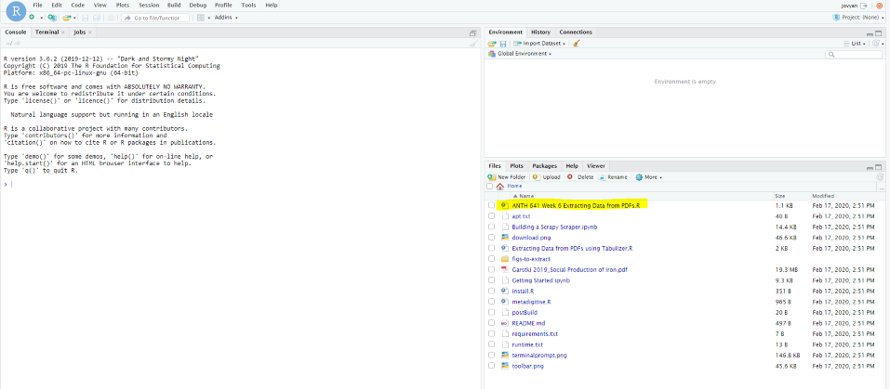 R
File Edit Code View Plots Session Build Debug Profile Tools Help
jovyan
Go to file/function
Addins
Project: (None)
Console Terminal Jobs
~/
R version 3.6.2 (2019-12-12) -- "Dark and Stormy Night"
Copyright (C) 2019 The R Foundation for Statistical Computing
Platform: x86_64-pc-linux-gnu (64-bit)
R is free software and comes with ABSOLUTELY NO WARRANTY.
You are welcome to redistribute it under certain conditions.
Type 'license()' or 'licence()' for distribution details.
Natural language support but running in an English locale
R is a collaborative project with many contributors.
Type 'contributors()' for more information and
'citation()' on how to cite R or R packages in publications.
Type 'demo()' for some demos, 'help()' for on-line help, or
'help.start()' for an HTML browser interface to help.
Type 'q()' to quit R.
>
Environment History Connections
Import Dataset
List
Global Environment
Environment is empty
Files Plots Packages Help Viewer
New Folder Upload Delete Rename More
Home
Name Size Modified
ANTH 641 Week 6 Extracting Data from PDFs.R 1.1 KB Feb 17, 2020, 2:51 PM
apt.txt 40 B Feb 17, 2020, 2:51 PM
Building a Scrapy Scraper.ipynb 14.4 KB Feb 17, 2020, 2:51 PM
download.png 46.6 KB Feb 17, 2020, 2:51 PM
Extracting Data from PDFs using Tabulizer.R 2 KB Feb 17, 2020, 2:51 PM
figs-to-extract
Garstki 2019_Social Production of Iron.pdf 19.3 MB Feb 17, 2020, 2:51 PM
Getting Started.ipynb 9.3 KB Feb 17, 2020, 2:51 PM
install.R 351 B Feb 17, 2020, 2:51 PM
metadigitise.R 965 B Feb 17, 2020, 2:51 PM
postBuild 20 B Feb 17, 2020, 2:51 PM
README.md 497 B Feb 17, 2020, 2:51 PM
requirements.txt 7 B Feb 17, 2020, 2:51 PM
runtime.txt 13 B Feb 17, 2020, 2:51 PM
terminalprompt.png 146.8 KB Feb 17, 2020, 2:51 PM
toolbar.png 45.6 KB Feb 17, 2020, 2:51 PM